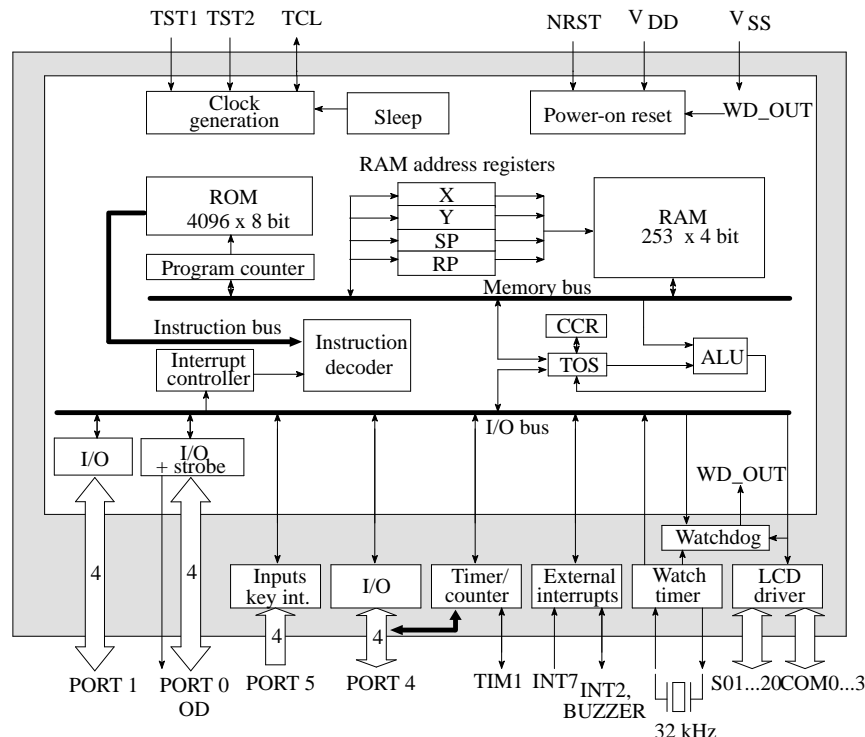 TST1 TST2 TCL NRST V DD V SS
Clock
generation
Sleep
Power-on reset
WD_OUT
RAM address registers
ROM
4096 x 8 bit
X
Y
SP
RP
RAM
253 x 4 bit
Program counter
Memory bus
Instruction bus
Instruction
decoder
CCR
TOS
ALU
Interrupt
controller
I/O bus
I/O
I/O
+ strobe
WD_OUT
Watchdog
4
4
Inputs
key int.
I/O
Timer/
counter
External
interrupts
Watch
timer
LCD
driver
4
4
PORT 1
PORT 0
OD
PORT 5
PORT 4
TIM1
INT7
INT2,
BUZZER
32 kHz
S01...20
COM0...3